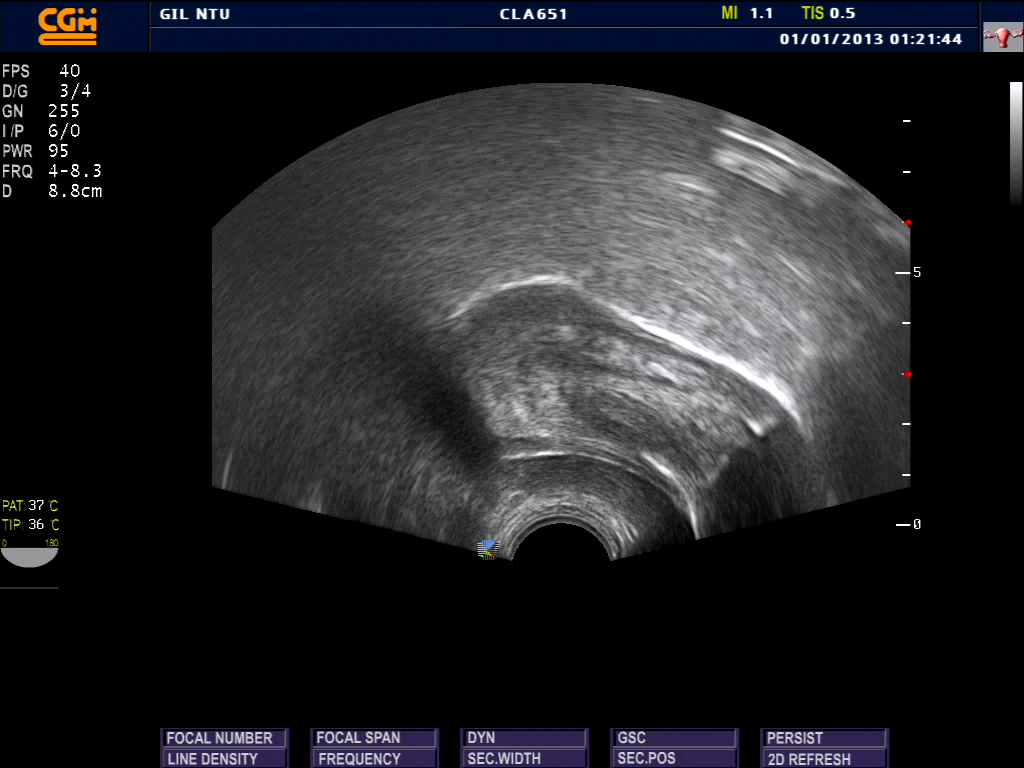 CGM
GIL NTU CLA651 MI 1.1 TIS 0.5
01/01/2013 01:21:44
FPS 40
D/G 3/4
GN 255
I/P 6/0
PWR 95
FRQ 4-8.3
D 8.8cm
5
PAT: 37 °C
TIP: 36 °C
0 180
0
FOCAL NUMBER FOCAL SPAN DYN GSC PERSIST
LINE DENSITY FREQUENCY SEC.WIDTH SEC.POS 2D REFRESH